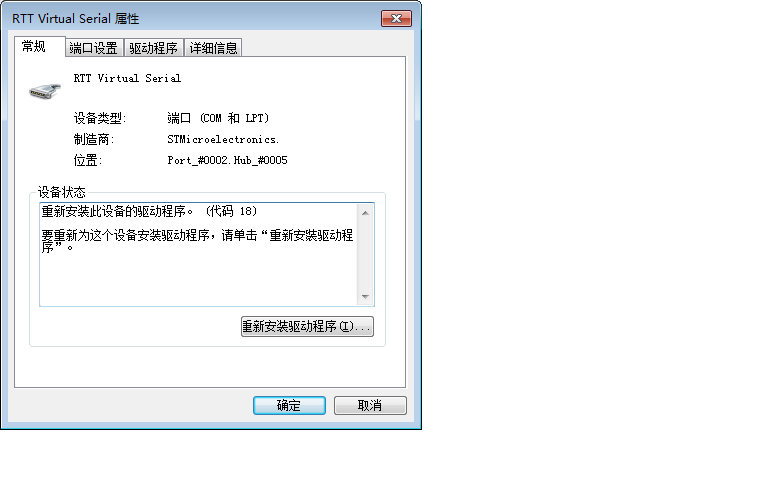 RTT Virtual Serial 属性
常规 端口设置 驱动程序 详细信息
RTT Virtual Serial
设备类型: 端口 (COM 和 LPT)
制造商: STMicroelectronics.
位置: Port_#0002.Hub_#0005
设备状态
重新安装此设备的驱动程序。 (代码 18)
要重新为这个设备安装驱动程序，请单击“重新安装驱动程
序”。
重新安装驱动程序(I)...
确定 取消